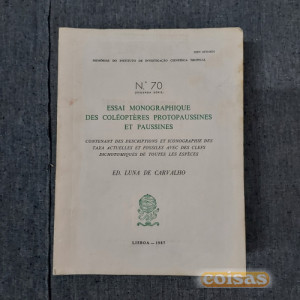 MEMÓRIAS DO INSTITUTO DE INVESTIGAÇÃO CIENTÍFICA TROPICAL
N.º 70
ESSAI MONOGRAPHIQUE
DES COLÉOPTÈRES PROTOPAUSSINES
ET PAUSSINES
CONTENANT DES DESCRIPTIONS ET ICONOGRAPHIE DES
TAXA ACTUELLES ET FOSSILES AVEC DES CLEFS
DICHOTOMIQUES DE TOUTES LES ESPÈCES
ED. LUNA DE CARVALHO
LISBOA — 1987
coisas